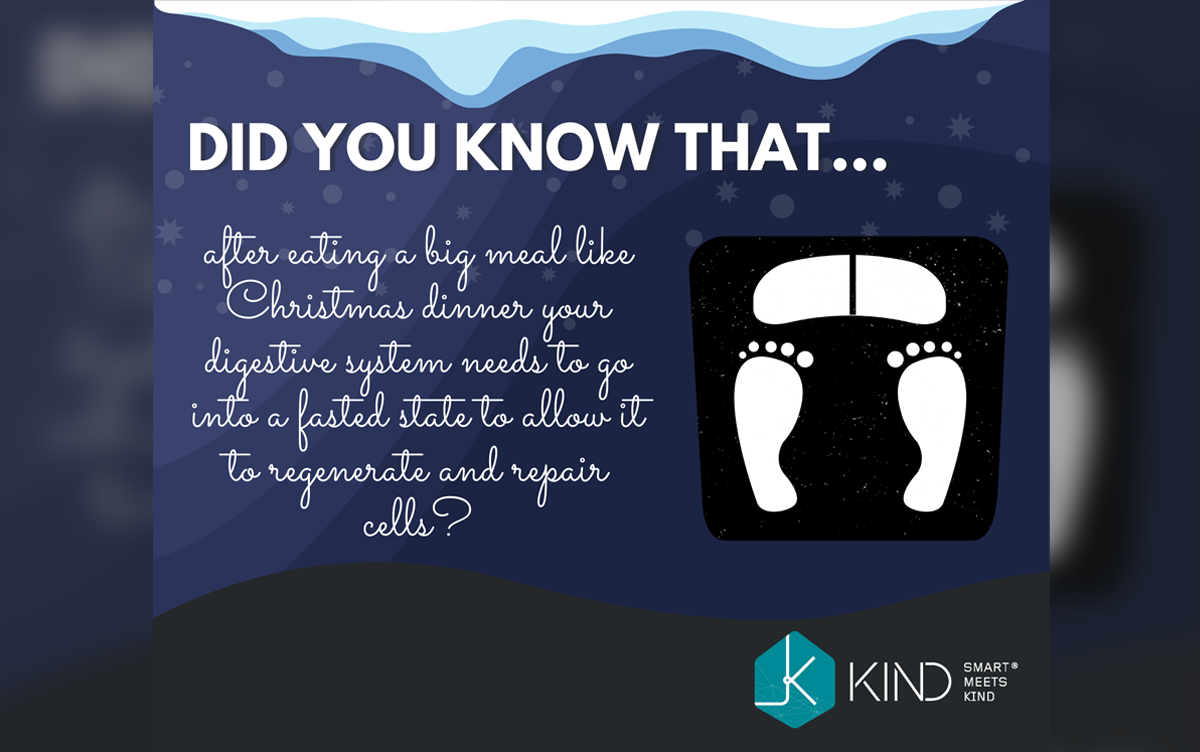 DID YOU KNOW THAT...
after eating a big meal like
Christmas dinner your
digestive system needs to go
into a fasted state to allow it
to regenerate and repair
cells?
KIND
SMART®
MEETS
KIND